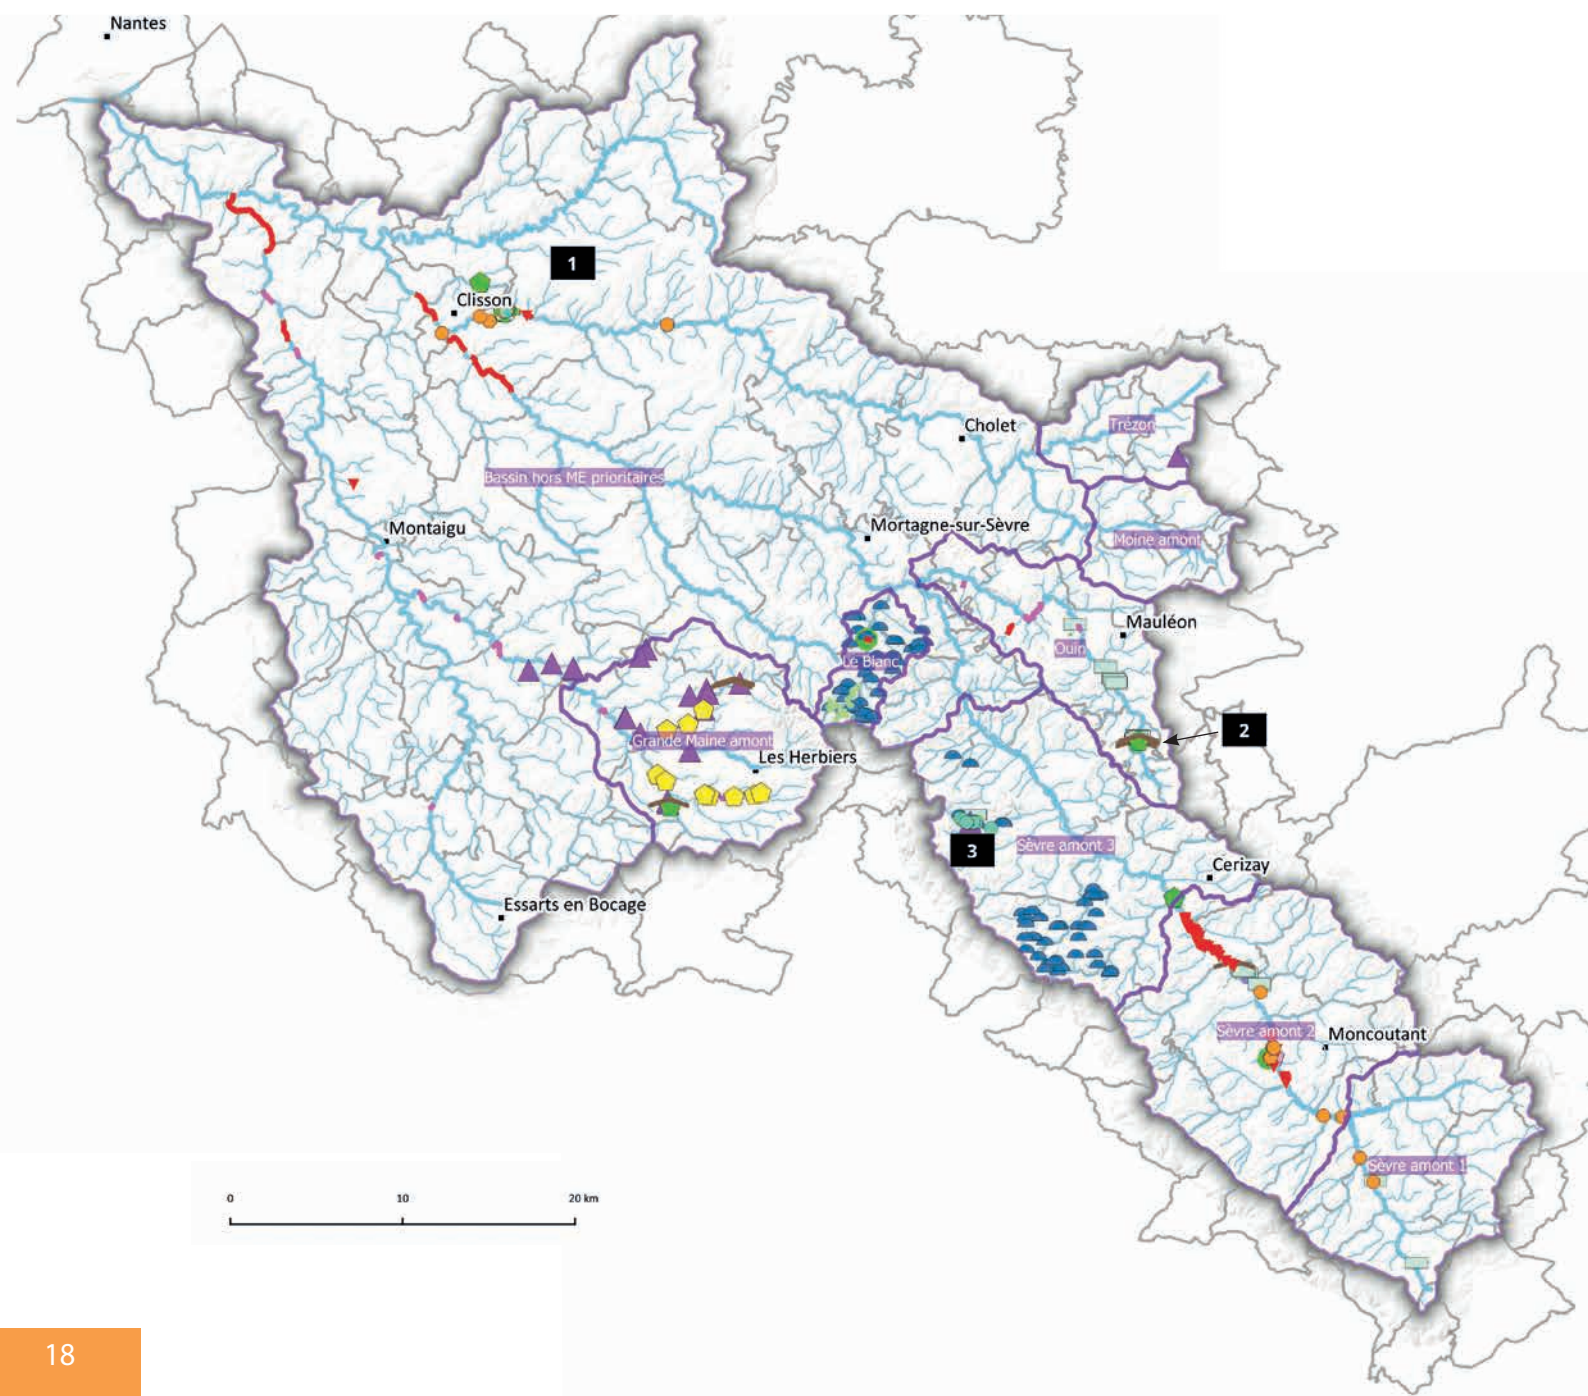 Nantes
1
Clisson
Trézon
Cholet
Bassin hors ME prioritaires
Mortagne-sur-Sèvre
Montaigu
Moine amont
Mauléon
Ouin
Le Blanc
Grande Maine amont
2
Les Herbiers
3
Sèvre amont 3
Cerizay
Essarts en Bocage
Sèvre amont 2
Moncoutant
Sèvre amont 1
0 10 20 km
18